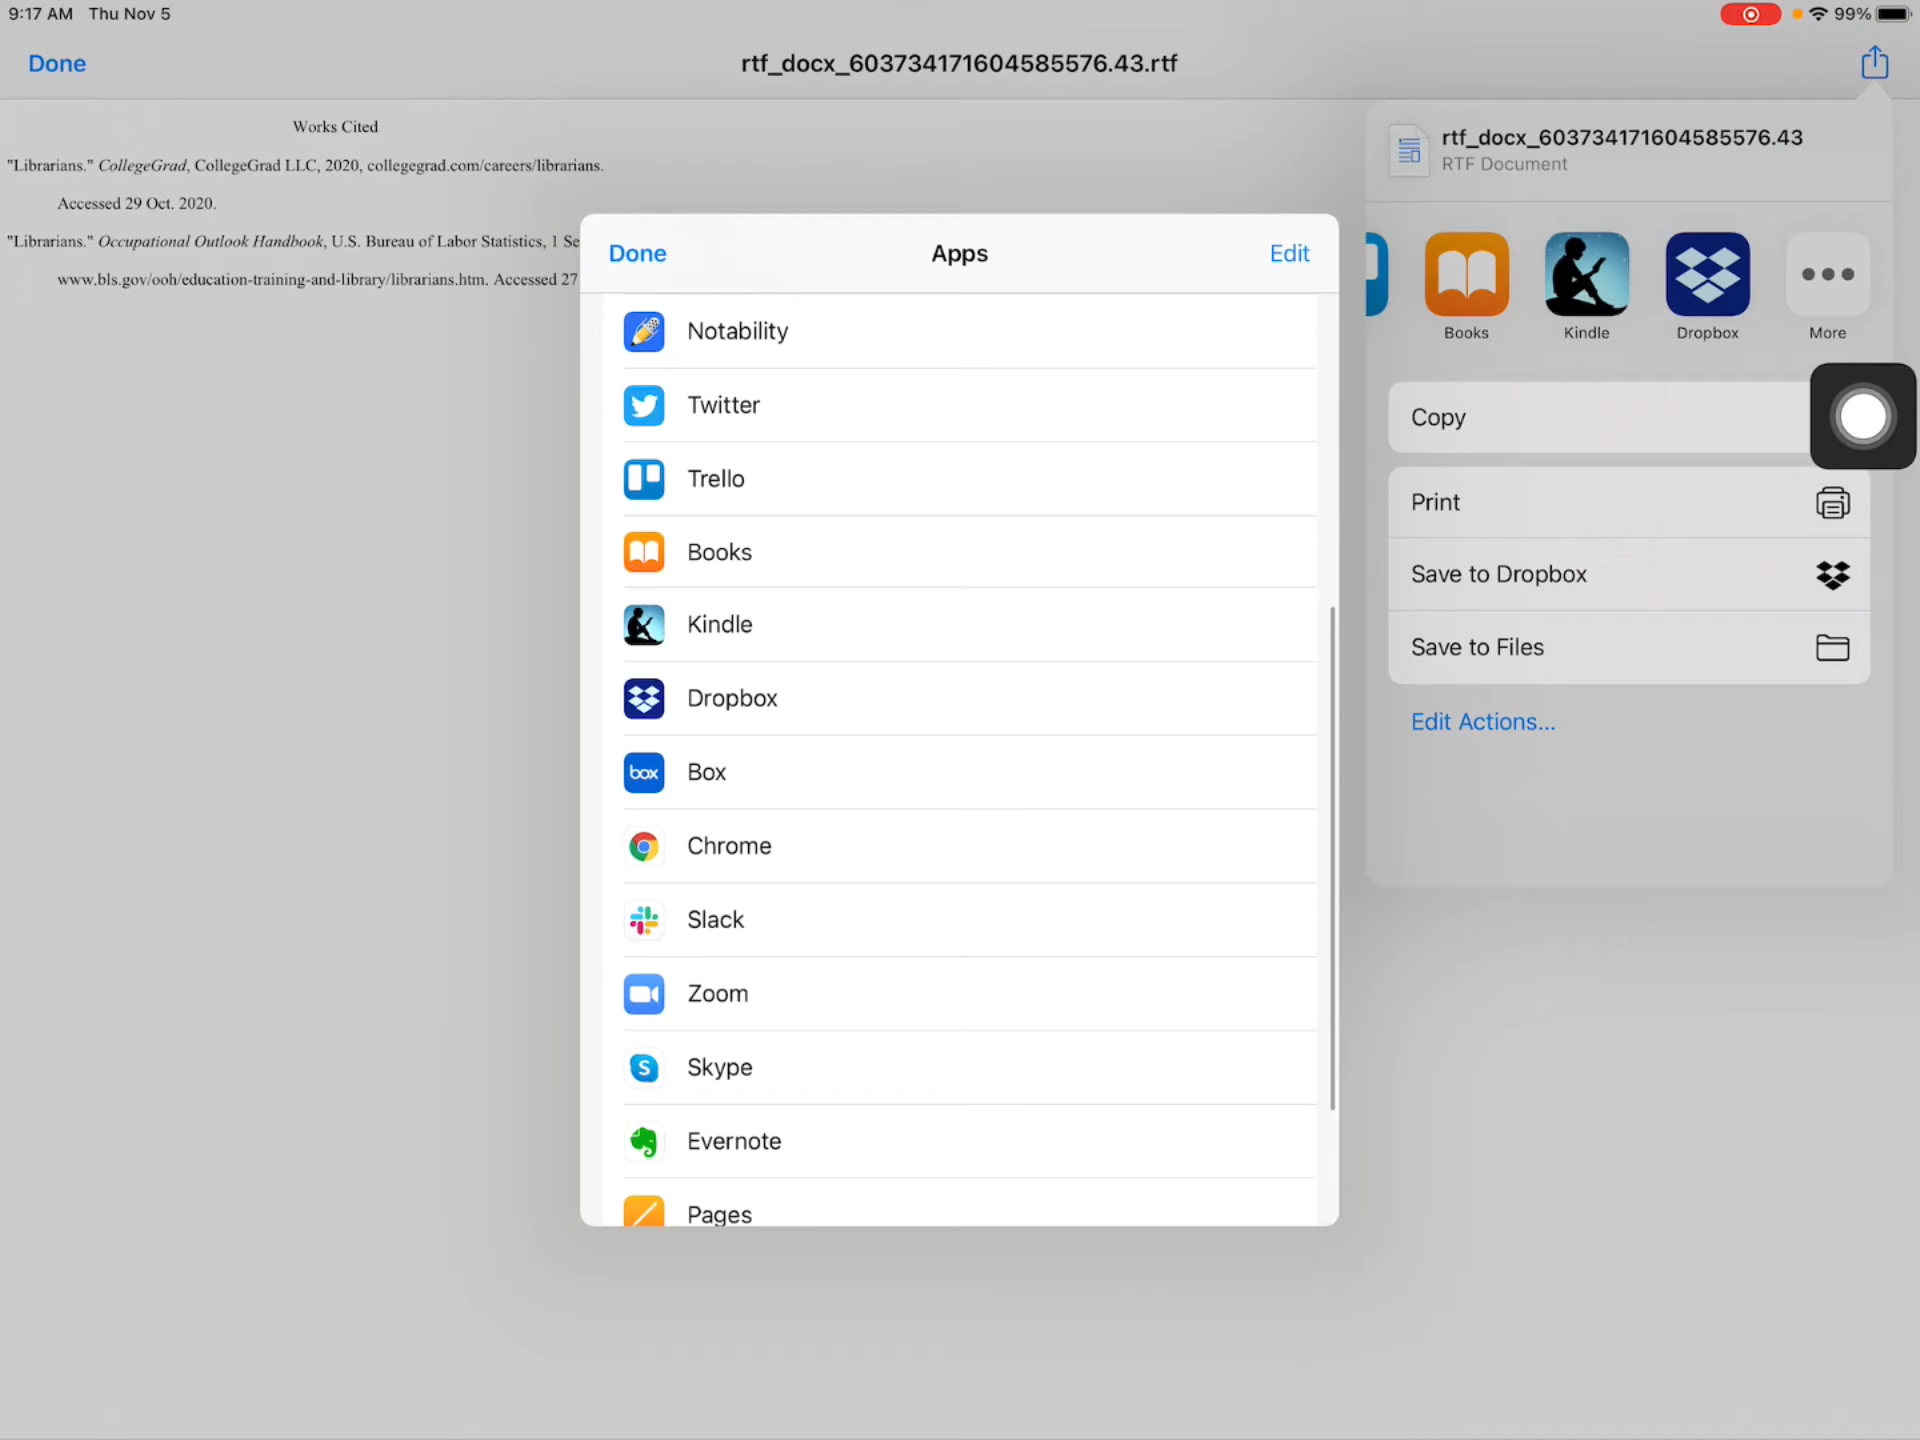 9:17 AM Thu Nov 5
99%
Done
rtf_docx_603734171604585576.43.rtf
Works Cited
"Librarians." CollegeGrad, CollegeGrad LLC, 2020, collegegrad.com/careers/librarians.
Accessed 29 Oct. 2020.
"Librarians." Occupational Outlook Handbook, U.S. Bureau of Labor Statistics, 1 Se
www.bls.gov/ooh/education-training-and-library/librarians.htm. Accessed 27
Done
Apps
Edit
Notability
Twitter
Trello
Books
Kindle
Dropbox
box
Box
Chrome
Slack
Zoom
S
Skype
Evernote
Pages
rtf_docx_603734171604585576.43
RTF Document
Books
Kindle
Dropbox
More
Copy
Print
Save to Dropbox
Save to Files
Edit Actions...